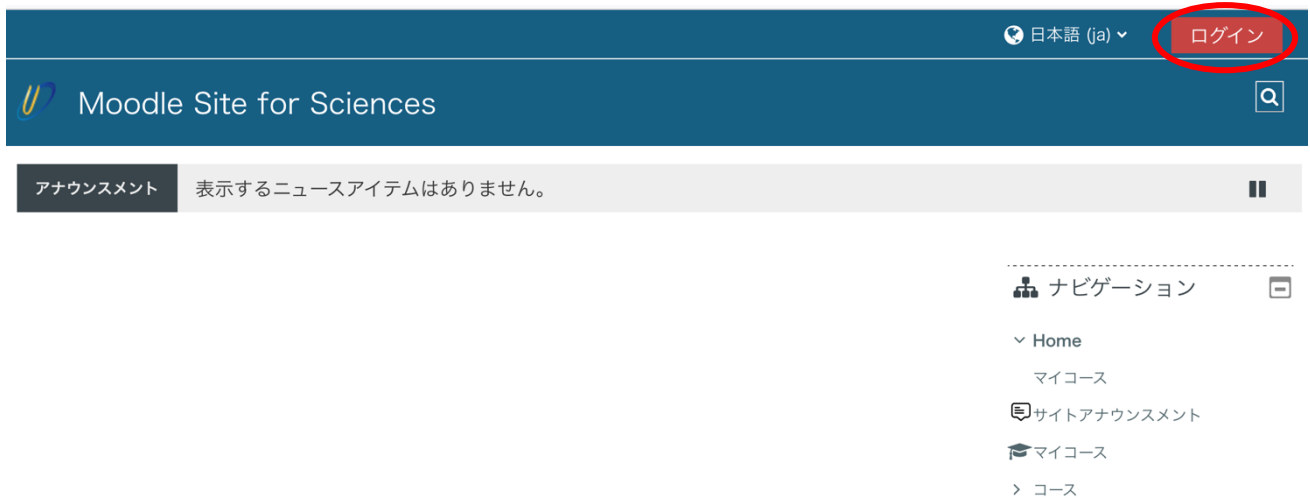 日本語 (ja)
ログイン
Moodle Site for Sciences
アナウンスメント
表示するニュースアイテムはありません。
ナビゲーション
Home
マイコース
サイトアナウンスメント
マイコース
コース